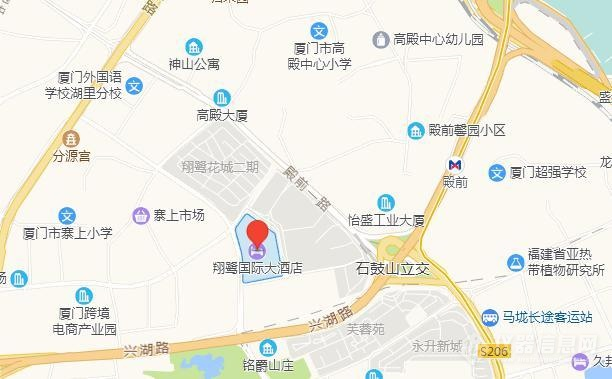 神山公寓
厦门市高
殿中心小学
高殿中心幼儿园
厦门外国语
学校湖里分校
高殿大厦
殿前馨园小区
分源宫
翔鹭花城二期
殿前一路
殿前
厦门超强学校
寨上市场
厦门市寨上小学
怡盛工业大厦
翔鹭国际大酒店
石鼓山立交
福建省亚热
带植物研究所
厦门跨境
电商产业园
兴湖路
兴湖路
芙蓉苑
马垅长途客运站
永升新城
S206
铭爵山庄